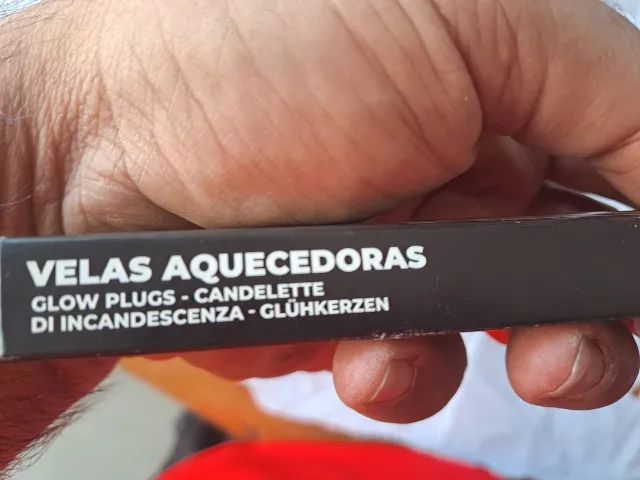 VELAS AQUECEDORAS
GLOW PLUGS - CANDELETTE
DI INCANDESCENZA - GLÜHKERZEN